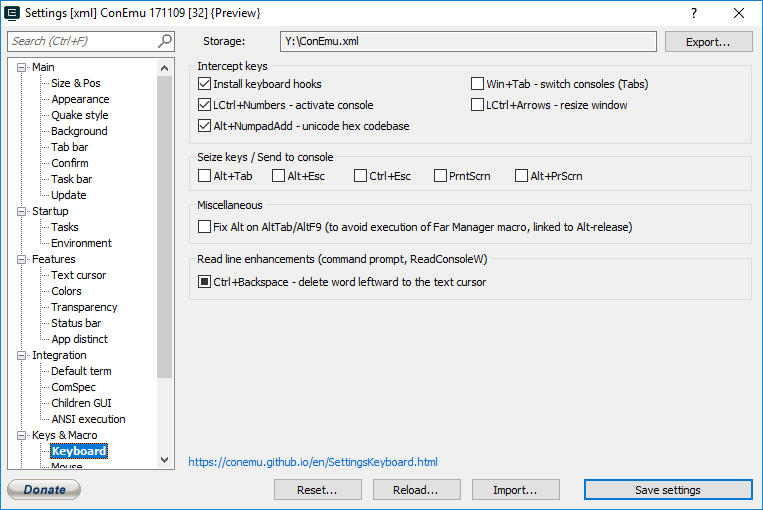 Settings [xml] ConEmu 171109 [32] {Preview}
?
Search (Ctrl+F)
Storage:
Y:\ConEmu.xml
Export...
Main
Size & Pos
Appearance
Quake style
Background
Tab bar
Confirm
Task bar
Update
Startup
Tasks
Environment
Features
Text cursor
Colors
Transparency
Status bar
App distinct
Integration
Default term
ComSpec
Children GUI
ANSI execution
Keys & Macro
Keyboard
Mouse
Intercept keys
Install keyboard hooks
Win+Tab - switch consoles (Tabs)
LCtrl+Numbers - activate console
LCtrl+Arrows - resize window
Alt+NumpadAdd - unicode hex codebase
Seize keys / Send to console
Alt+Tab Alt+Esc Ctrl+Esc PrntScrn Alt+PrScrn
Miscellaneous
Fix Alt on AltTab/AltF9 (to avoid execution of Far Manager macro, linked to Alt-release)
Read line enhancements (command prompt, ReadConsoleW)
Ctrl+Backspace - delete word leftward to the text cursor
https://conemu.github.io/en/SettingsKeyboard.html
Donate
Reset...
Reload...
Import...
Save settings